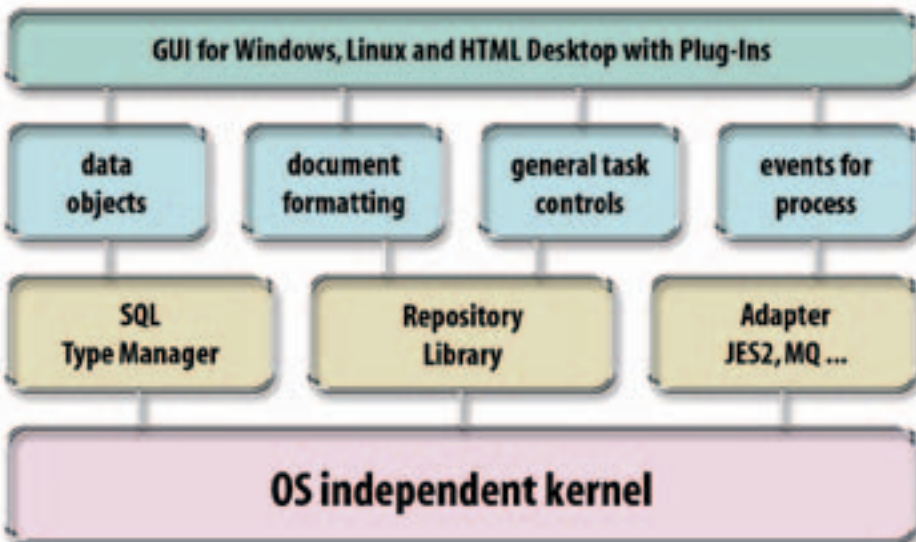 GUI for Windows, Linux and HTML Desktop with Plug-Ins
data
objects
document
formatting
general task
controls
events for
process
SQL
Type Manager
Repository
Library
Adapter
JES2, MQ ...
OS independent kernel